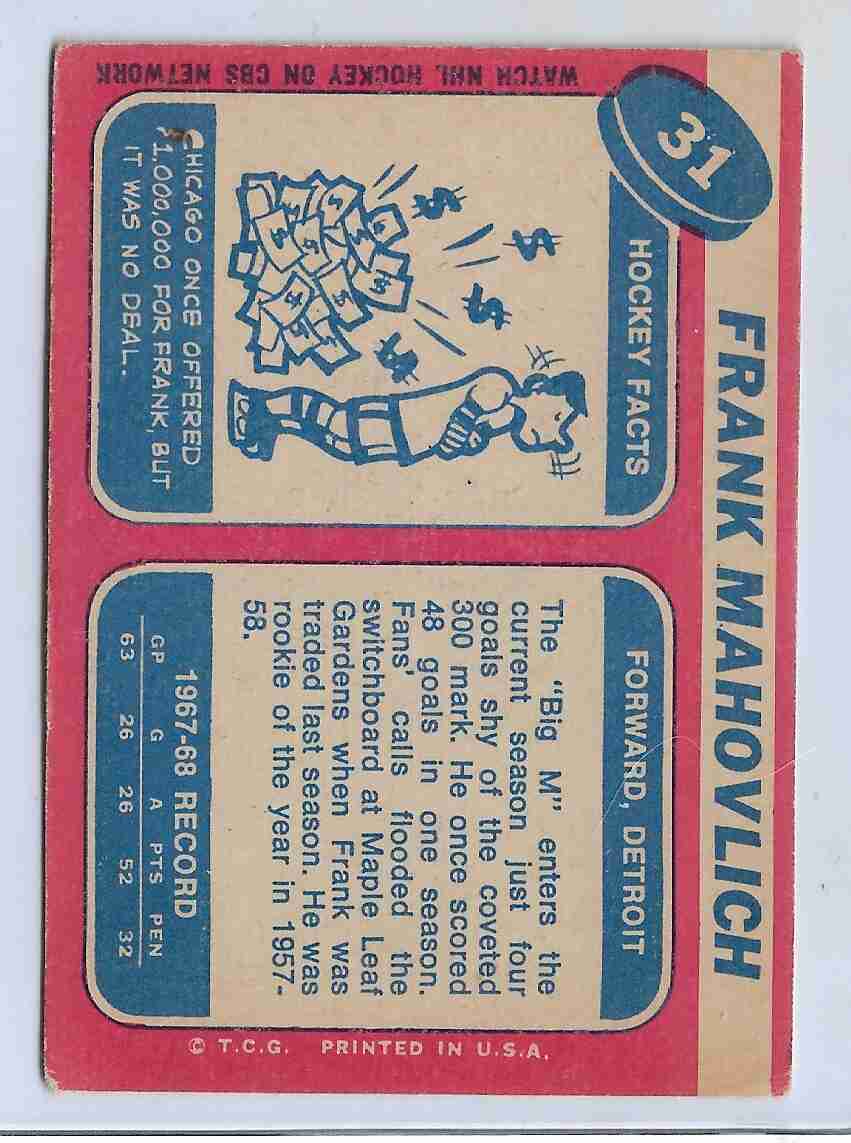 31
FRANK MAHOVLICH
HOCKEY FACTS
$
$
$
$
CHICAGO ONCE OFFERED
$1,000,000 FOR FRANK, BUT
IT WAS NO DEAL.
WATCH NHL HOCKEY ON CBS NETWORK
FORWARD, DETROIT
The "Big M" enters the
current season just four
goals shy of the coveted
300 mark. He once scored
48 goals in one season.
Fans' calls flooded the
switchboard at Maple Leaf
Gardens when Frank was
traded last season. He was
rookie of the year in 1957-
58.
1967-68 RECORD
GP G A PTS PEN
63 26 26 52 32
© T.C.G. PRINTED IN U.S.A.